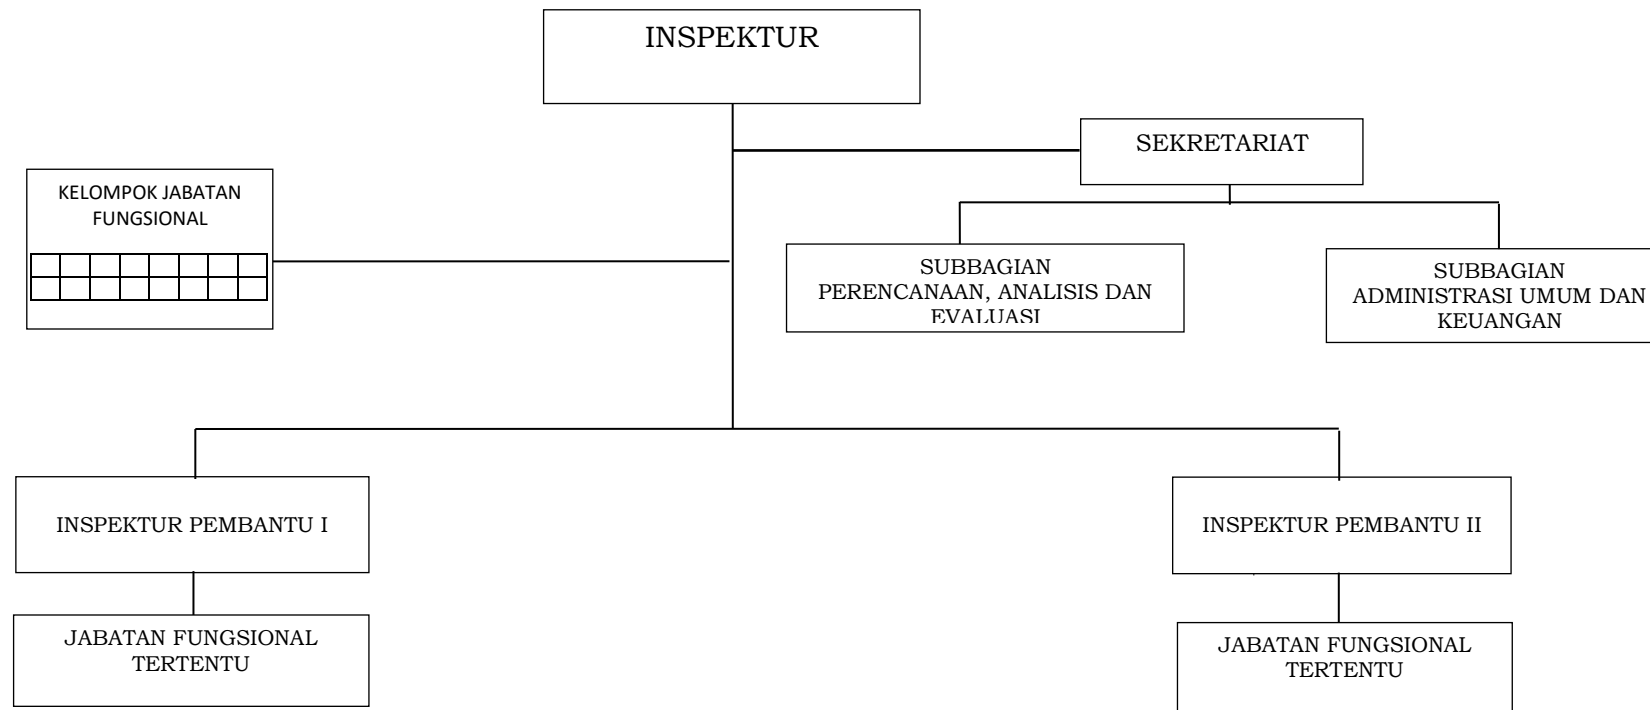 INSPEKTUR
SEKRETARIAT
KELOMPOK JABATAN
FUNGSIONAL
SUBBAGIAN
PERENCANAAN, ANALISIS DAN
EVALUASI
SUBBAGIAN
ADMINISTRASI UMUM DAN
KEUANGAN
INSPEKTUR PEMBANTU I
INSPEKTUR PEMBANTU II
JABATAN FUNGSIONAL
TERTENTU
JABATAN FUNGSIONAL
TERTENTU